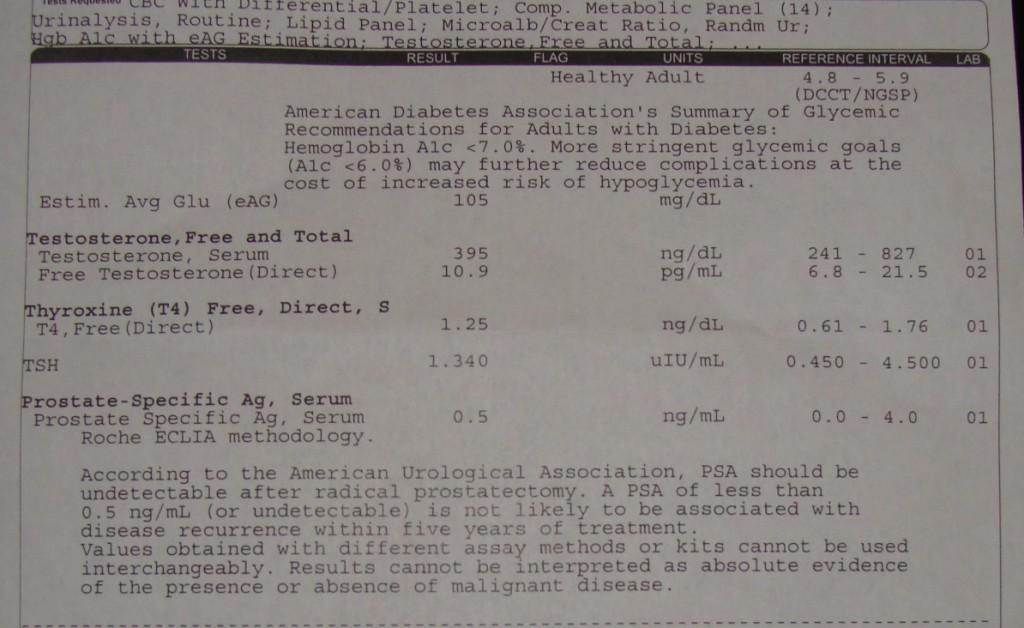 Tests Requested CBC With Differential/Platelet; Comp. Metabolic Panel (14);
Urinalysis, Routine; Lipid Panel; Microalb/Creat Ratio, Randm Ur;
Hgb A1c with eAG Estimation; Testosterone,Free and Total; ...
TESTS RESULT FLAG UNITS REFERENCE INTERVAL LAB
Healthy Adult 4.8 - 5.9
(DCCT/NGSP)
American Diabetes Association's Summary of Glycemic
Recommendations for Adults with Diabetes:
Hemoglobin A1c <7.0%. More stringent glycemic goals
(A1c <6.0%) may further reduce complications at the
cost of increased risk of hypoglycemia.
Estim. Avg Glu (eAG) 105 mg/dL
Testosterone,Free and Total
Testosterone, Serum 395 ng/dL 241 - 827 01
Free Testosterone(Direct) 10.9 pg/mL 6.8 - 21.5 02
Thyroxine (T4) Free, Direct, S
T4,Free(Direct) 1.25 ng/dL 0.61 - 1.76 01
TSH 1.340 uIU/mL 0.450 - 4.500 01
Prostate-Specific Ag, Serum
Prostate Specific Ag, Serum 0.5 ng/mL 0.0 - 4.0 01
Roche ECLIA methodology.
According to the American Urological Association, PSA should be
undetectable after radical prostatectomy. A PSA of less than
0.5 ng/mL (or undetectable) is not likely to be associated with
disease recurrence within five years of treatment.
Values obtained with different assay methods or kits cannot be used
interchangeably. Results cannot be interpreted as absolute evidence
of the presence or absence of malignant disease.